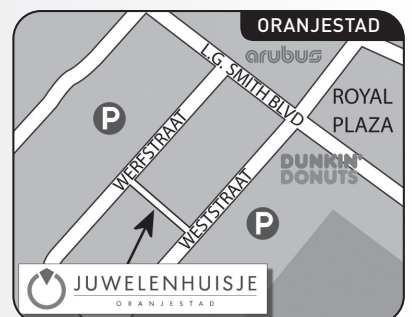 ORANJESTAD
arubus
L.G. SMITH BLVD
ROYAL
PLAZA
P
WERFSTRAAT
DUNKIN'
DONUTS
WESTSTRAAT
P
JUWELENHUISJE
ORANJESTAD